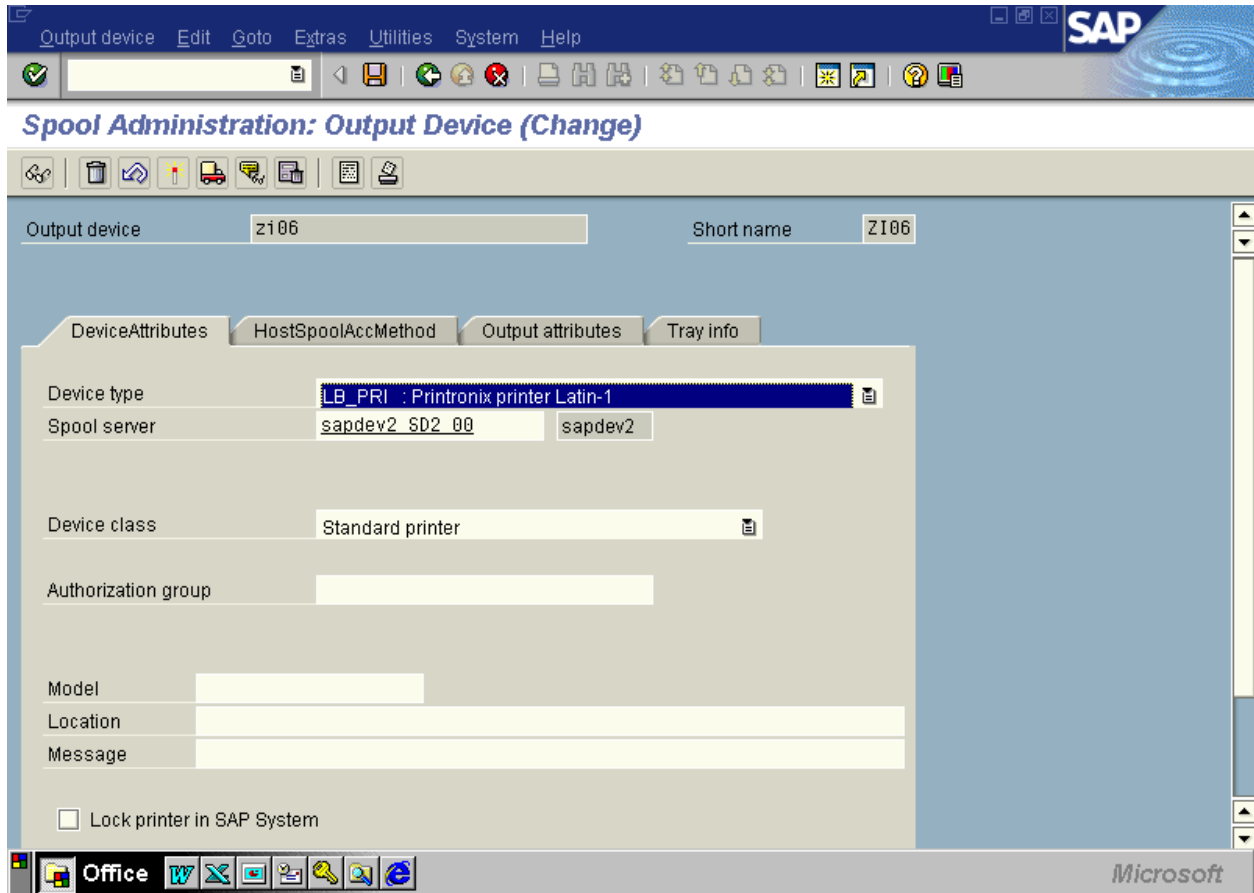 Output device Edit Goto Extras Utilities System Help
SAP
Spool Administration: Output Device (Change)
Output device zi06 Short name ZI06
DeviceAttributes HostSpoolAccMethod Output attributes Tray info
Device type LB_PRI : Printronix printer Latin-1
Spool server sapdev2_SD2_00 sapdev2
Device class Standard printer
Authorization group
Model
Location
Message
Lock printer in SAP System
Office Microsoft